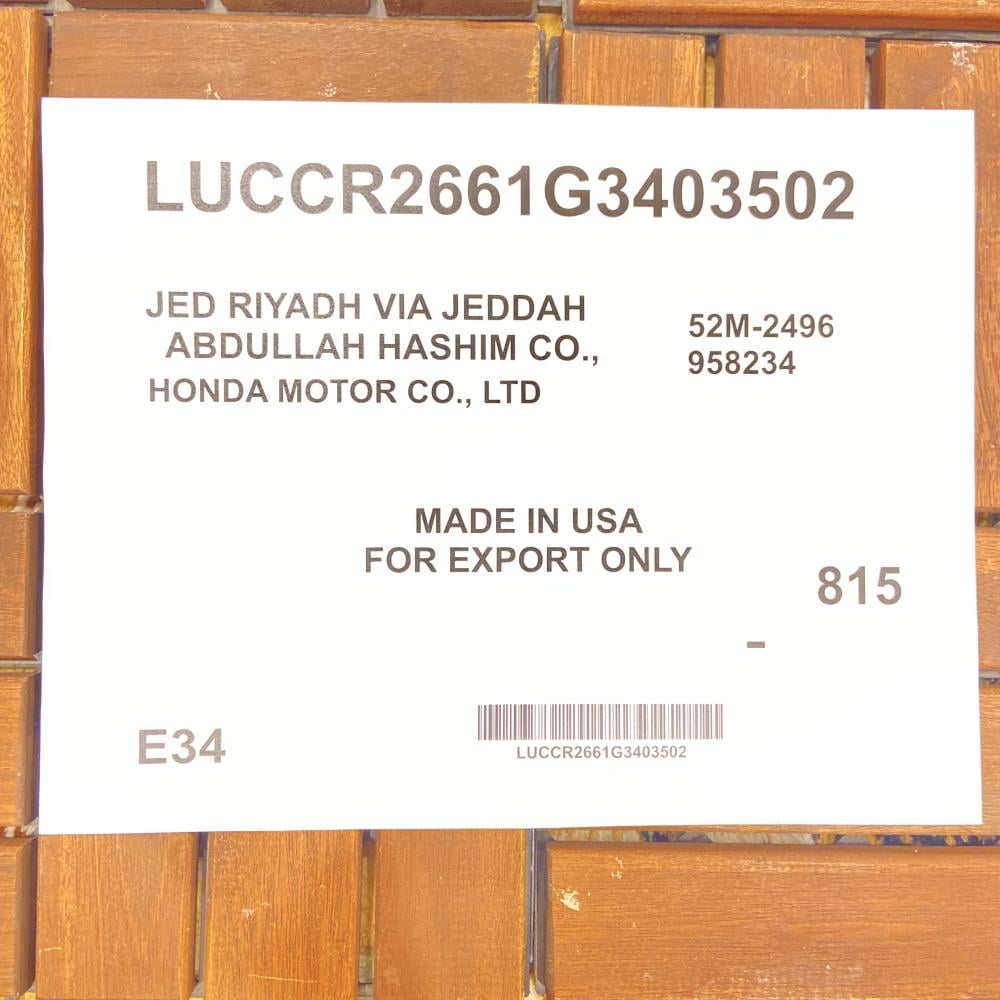 LUCCR2661G3403502
JED RIYADH VIA JEDDAH
ABDULLAH HASHIM CO.,
HONDA MOTOR CO., LTD
52M-2496
958234
MADE IN USA
FOR EXPORT ONLY
815
-
E34
LUCCR2661G3403502